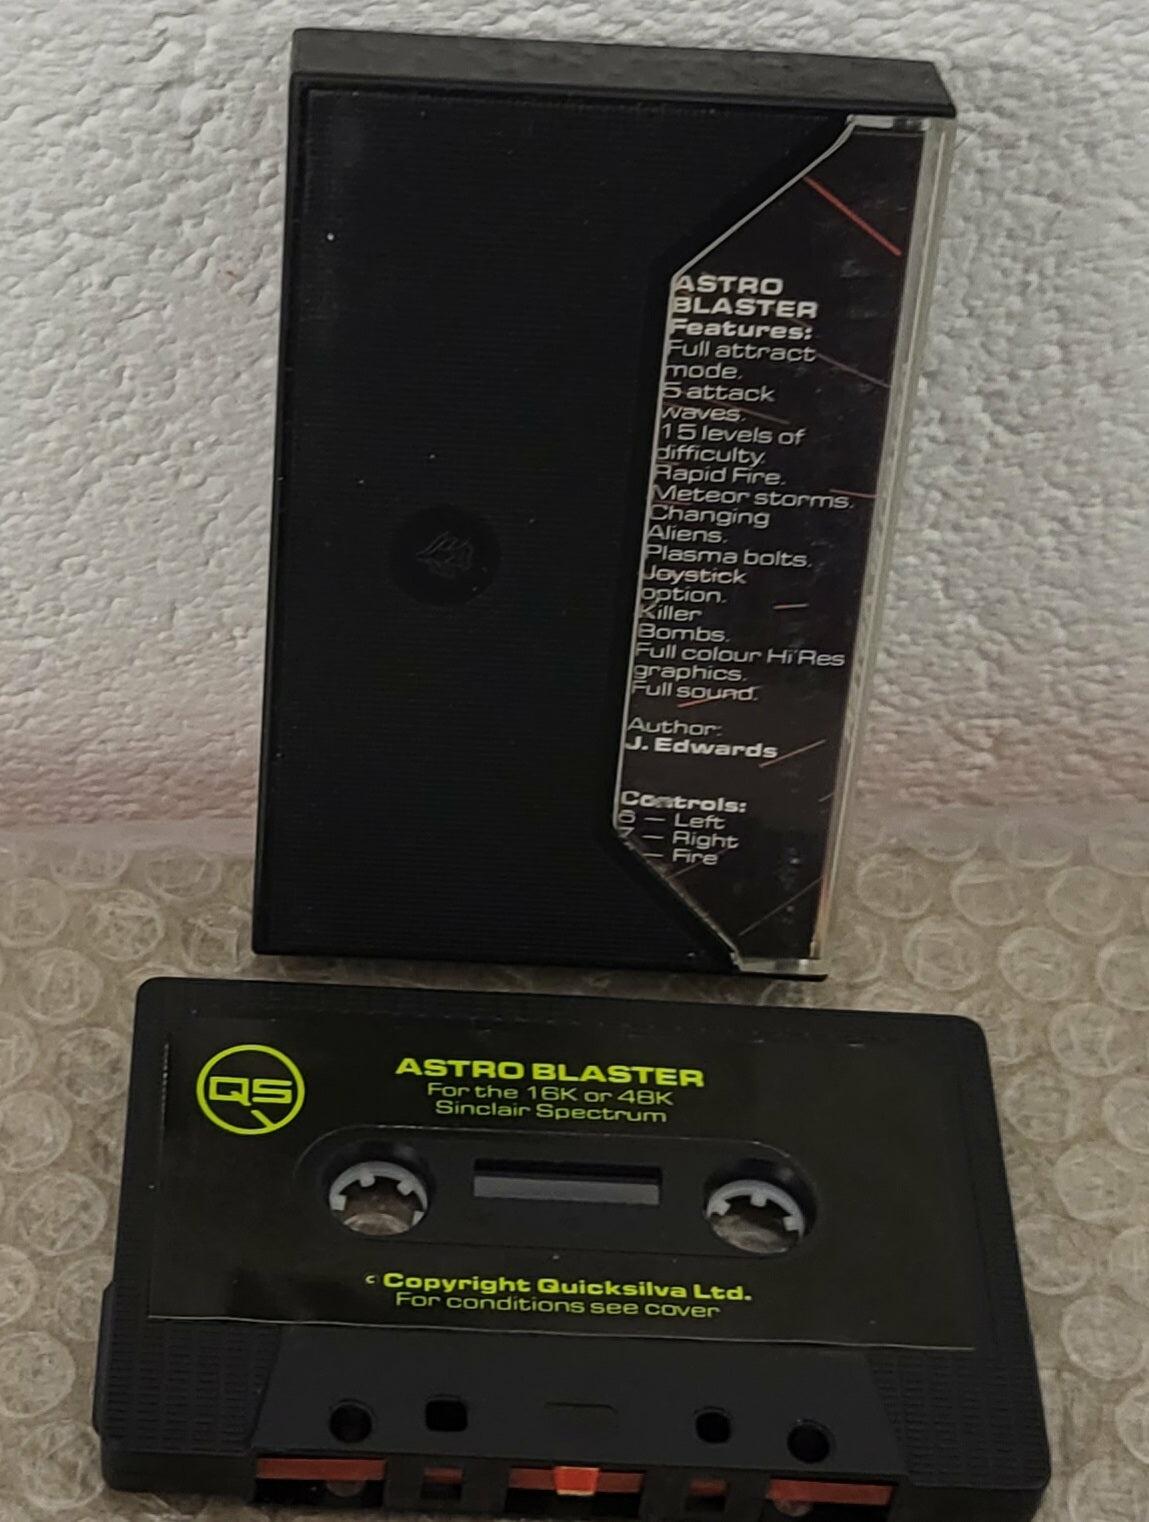 ASTRO
BLASTER
Features:
Full attract
mode.
5 attack
waves.
15 levels of
difficulty.
Rapid Fire.
Meteor storms.
Changing
Aliens.
Plasma bolts.
Joystick
option.
Killer
Bombs.
Full colour Hi Res
graphics.
Full sound.
Author:
J. Edwards
Controls:
6 — Left
7 — Right
— Fire
QS
ASTRO BLASTER
For the 16K or 48K
Sinclair Spectrum
c Copyright Quicksilva Ltd.
For conditions see cover